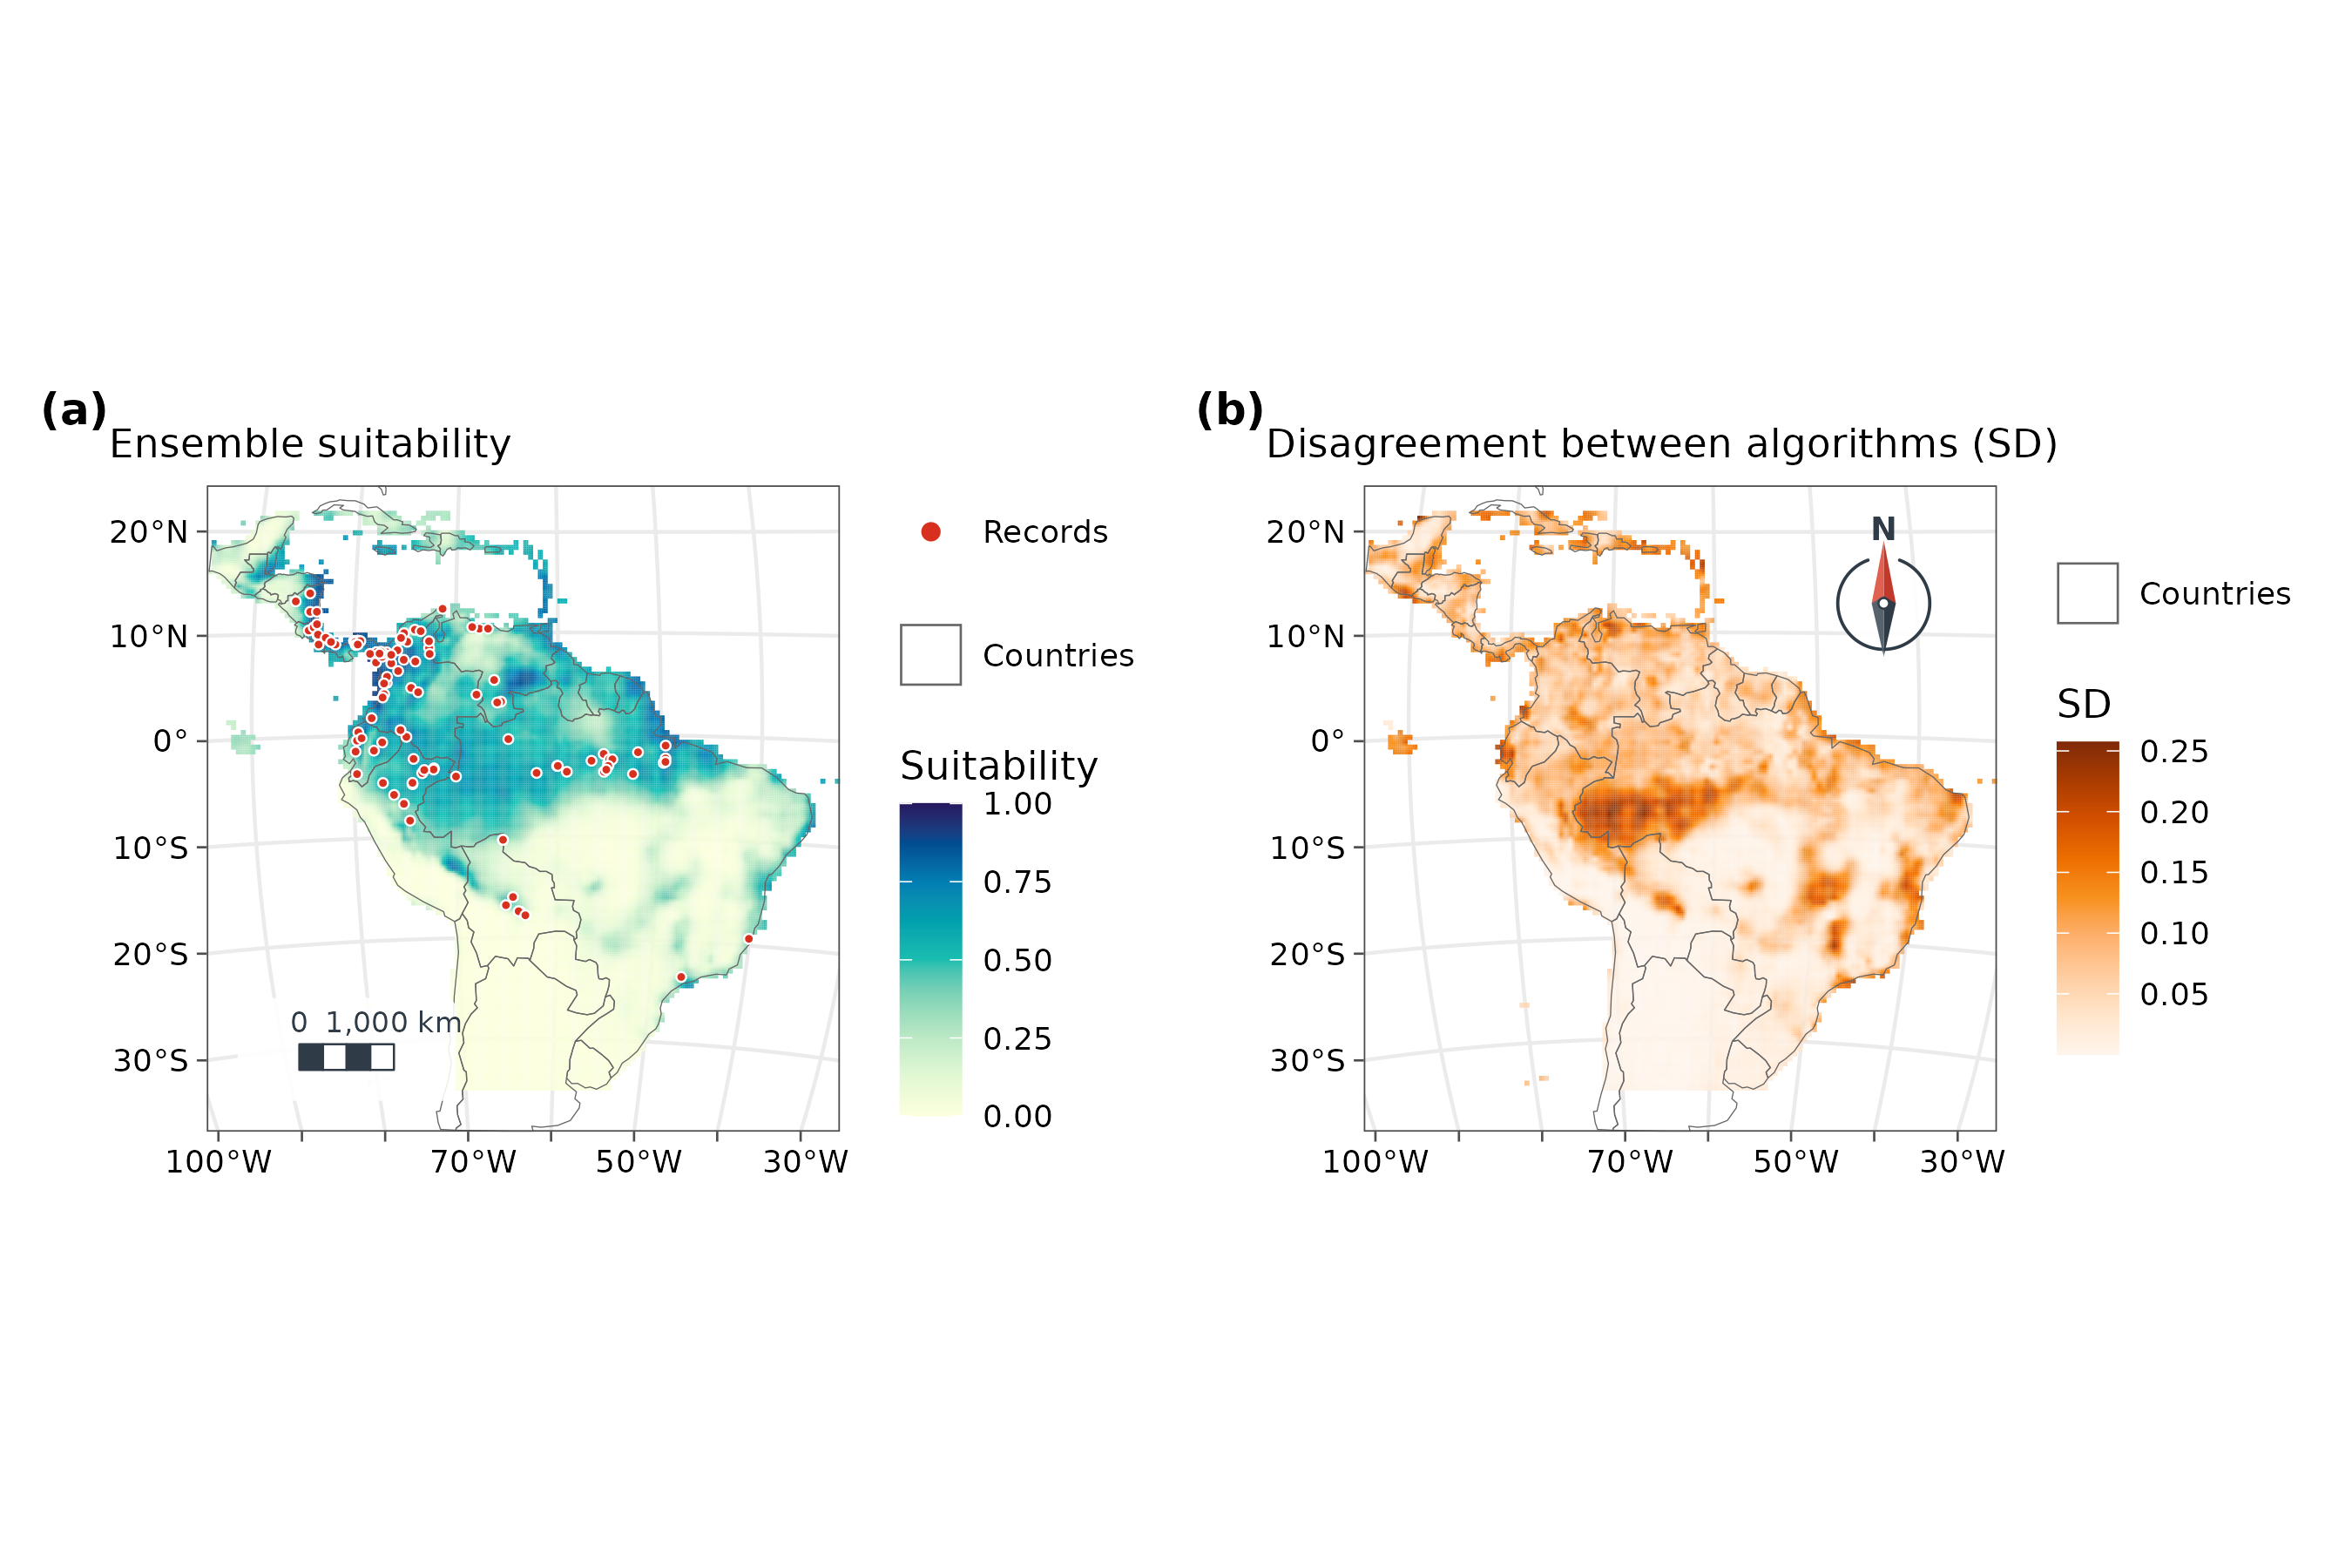 (a)
Ensemble suitability
20°N
10°N
0°
10°S
20°S
30°S
100°W 70°W 50°W 30°W
0 1,000 km
Records
Countries
Suitability
1.00
0.75
0.50
0.25
0.00
(b)
Disagreement between algorithms (SD)
20°N
10°N
0°
10°S
20°S
30°S
100°W 70°W 50°W 30°W
N
Countries
SD
0.25
0.20
0.15
0.10
0.05